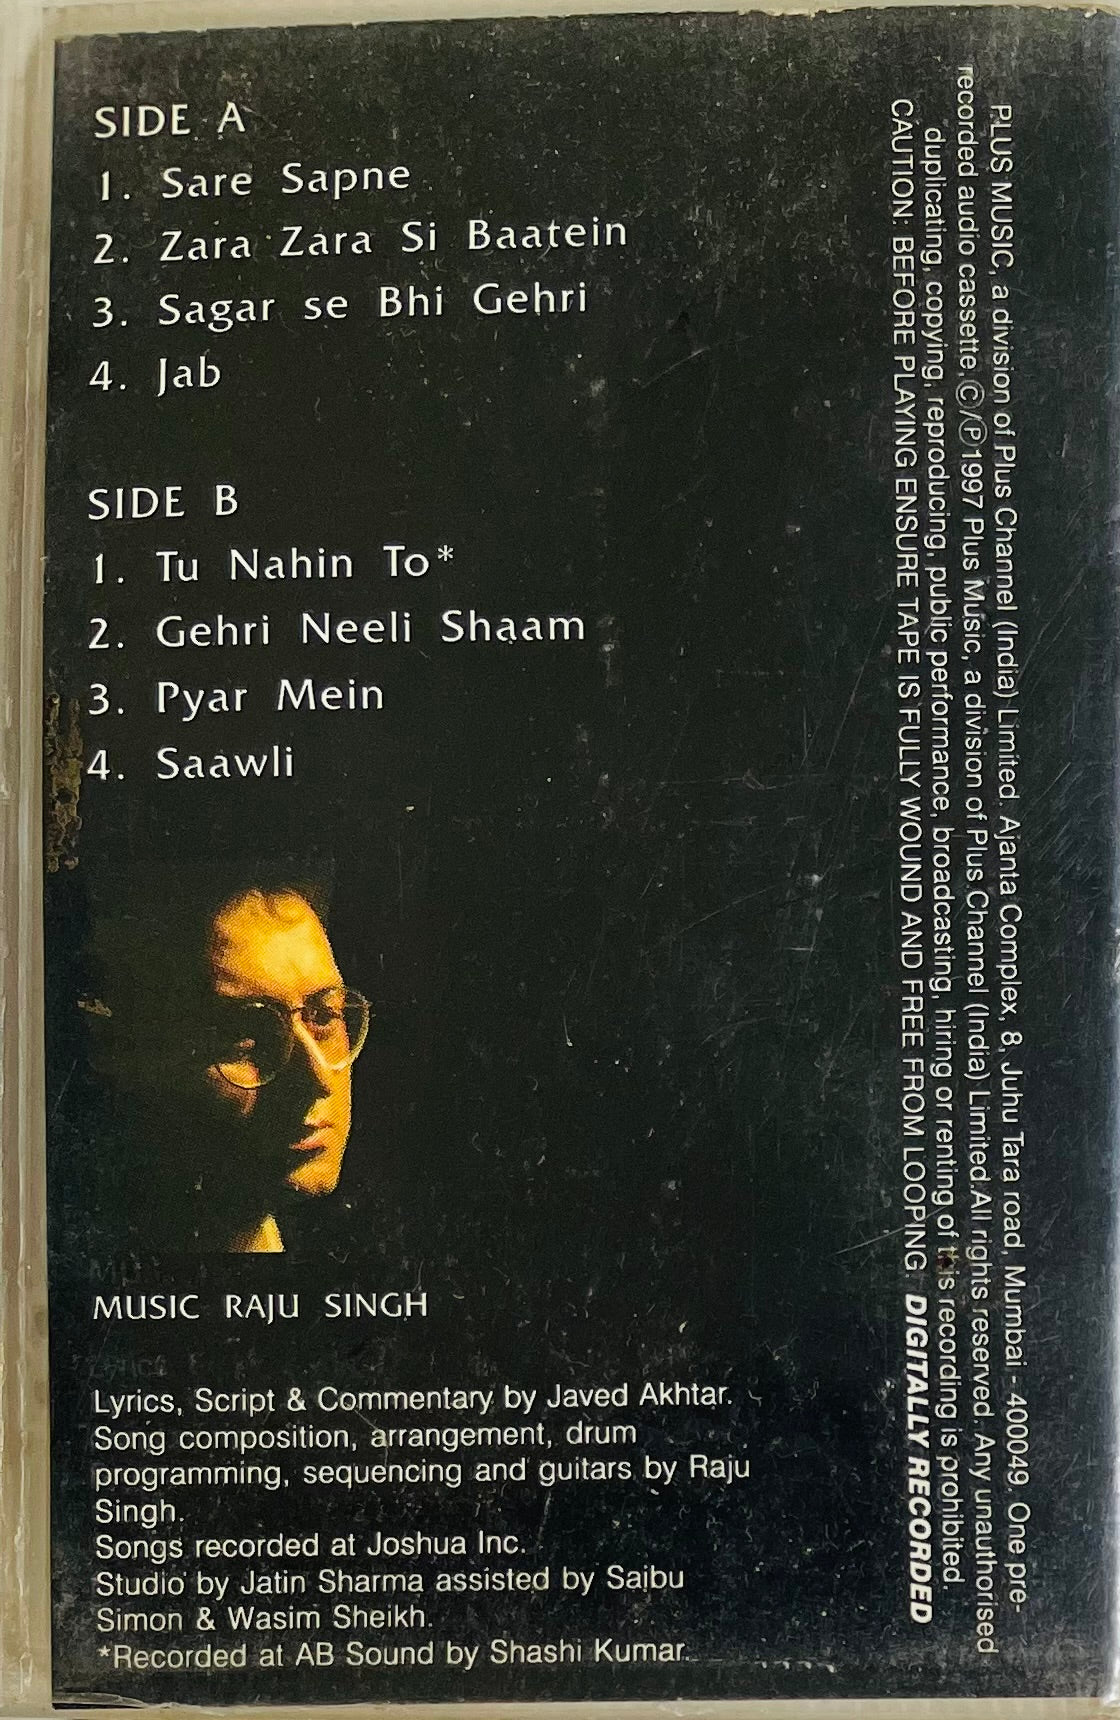 SIDE A
1. Sare Sapne
2. Zara Zara Si Baatein
3. Sagar se Bhi Gehri
4. Jab
SIDE B
1. Tu Nahin To*
2. Gehri Neeli Shaam
3. Pyar Mein
4. Saawli
MUSIC RAJU SINGH
Lyrics, Script & Commentary by Javed Akhtar.
Song composition, arrangement, drum
programming, sequencing and guitars by Raju
Singh.
Songs recorded at Joshua Inc.
Studio by Jatin Sharma assisted by Saibu
Simon & Wasim Sheikh.
*Recorded at AB Sound by Shashi Kumar.
PLUS MUSIC, a division of Plus Channel (India) Limited. Ajanta Complex, 8, Juhu Tara road, Mumbai - 400049. One pre-
recorded audio cassette,Ⓒ/Ⓟ1997 Plus Music, a division of Plus Channel (India) Limited.All rights reserved. Any unauthorised
duplicating, copying, reproducing, public performance, broadcasting, hiring or renting of this recording is prohibited.
CAUTION: BEFORE PLAYING ENSURE TAPE IS FULLY WOUND AND FREE FROM LOOPING. DIGITALLY RECORDED